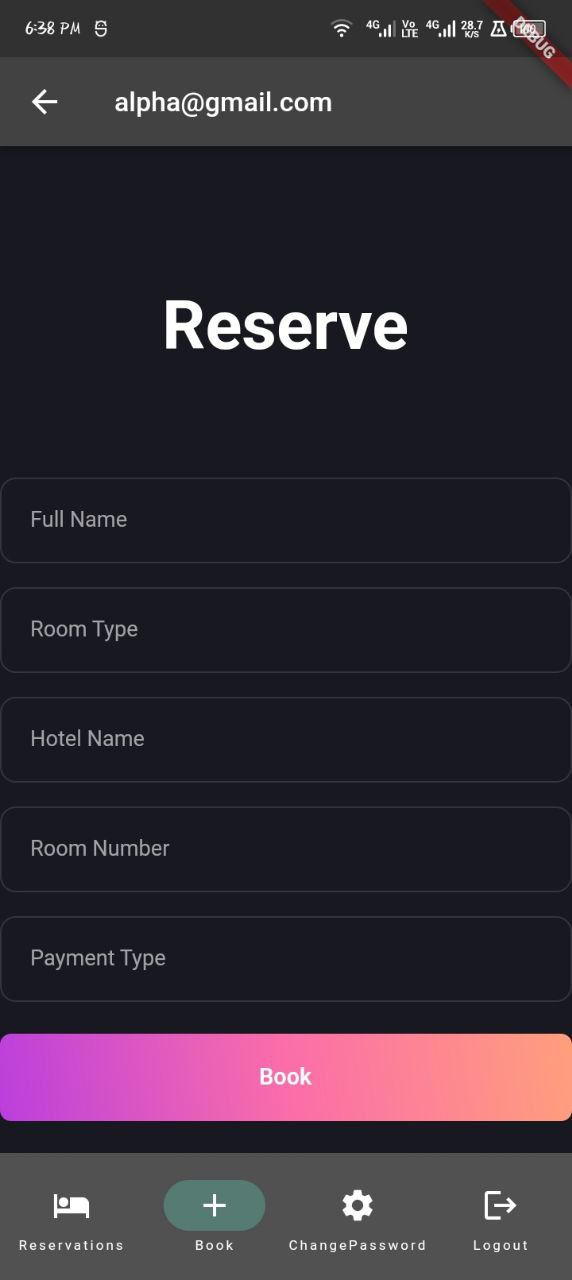 6:38 PM 4G Vo LTE 4G 28.7 K/S
DEBUG
alpha@gmail.com
Reserve
Full Name
Room Type
Hotel Name
Room Number
Payment Type
Book
Reservations Book ChangePassword Logout